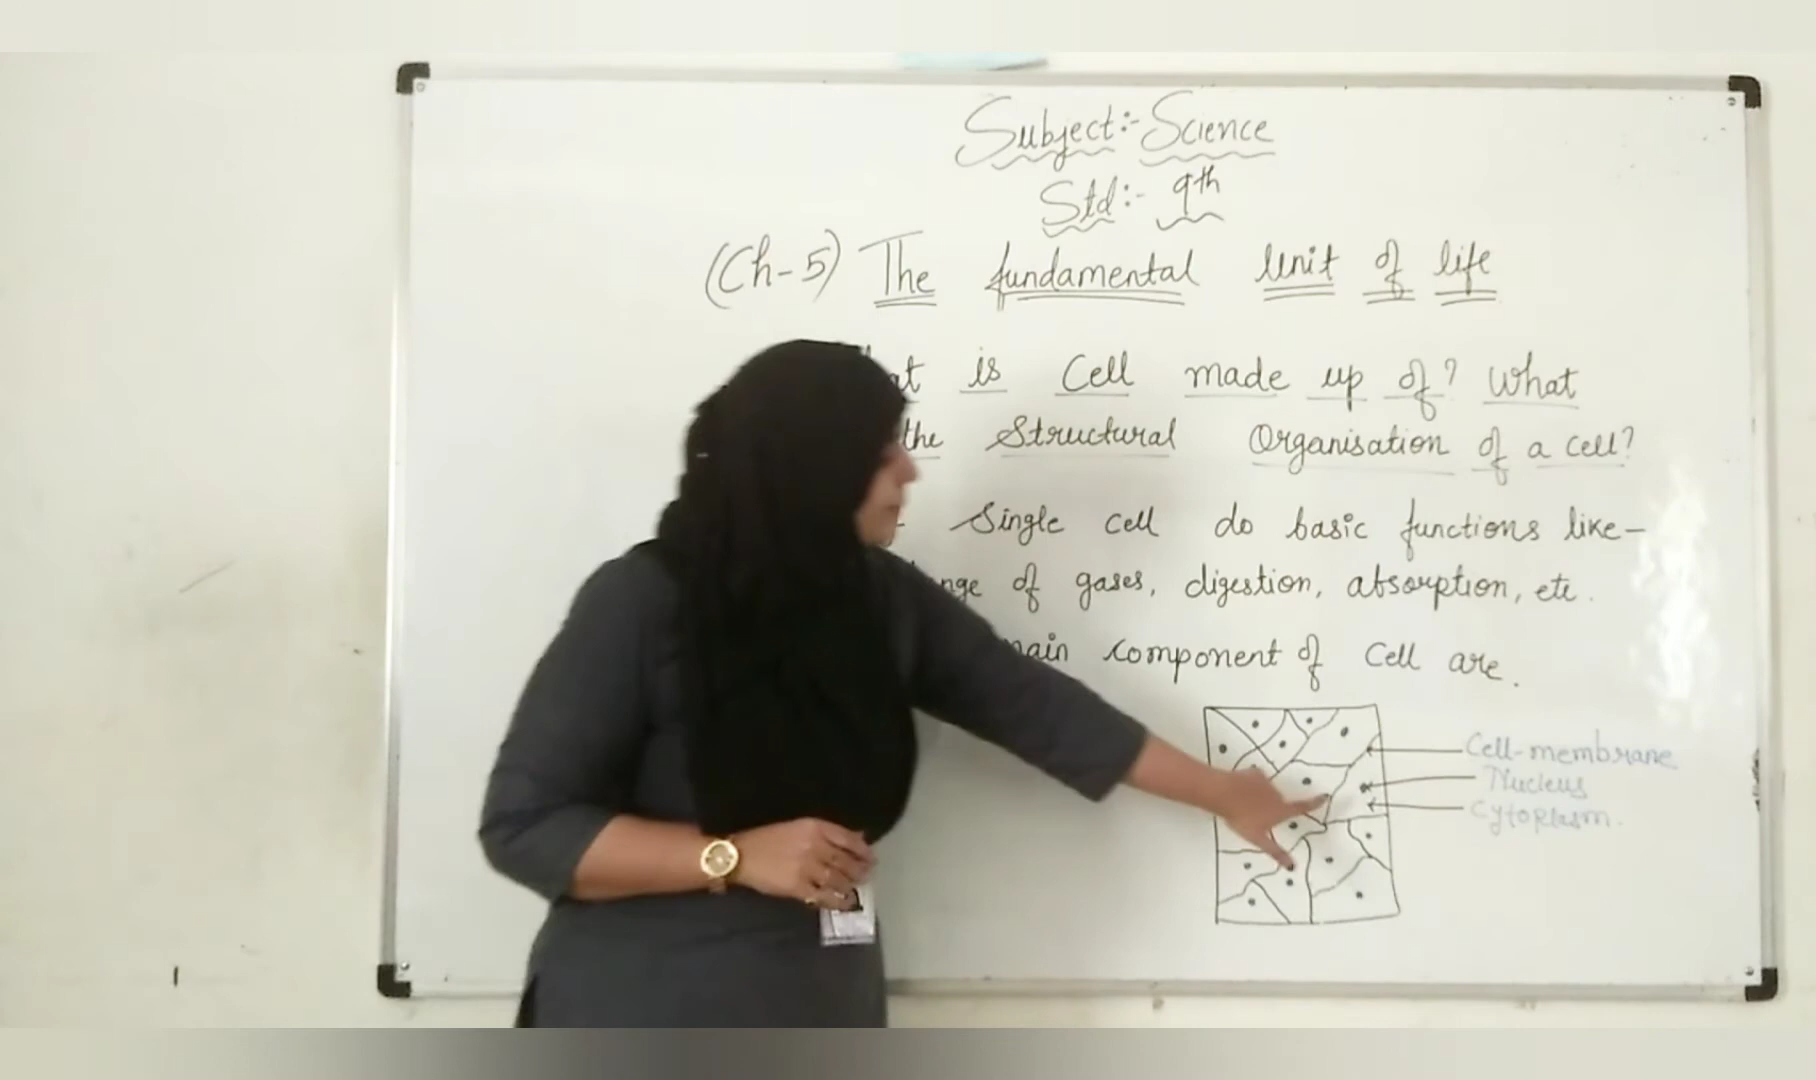 Subject:- Science
Std:- 9th
(Ch-5) The fundamental Unit of life
is Cell made up of? What
the Structural Organisation of a cell?
Single cell do basic functions like-
of gases, digestion, absorption, etc.
main component of Cell are.
Cell-membrane
Nucleus
Cytoplasm.